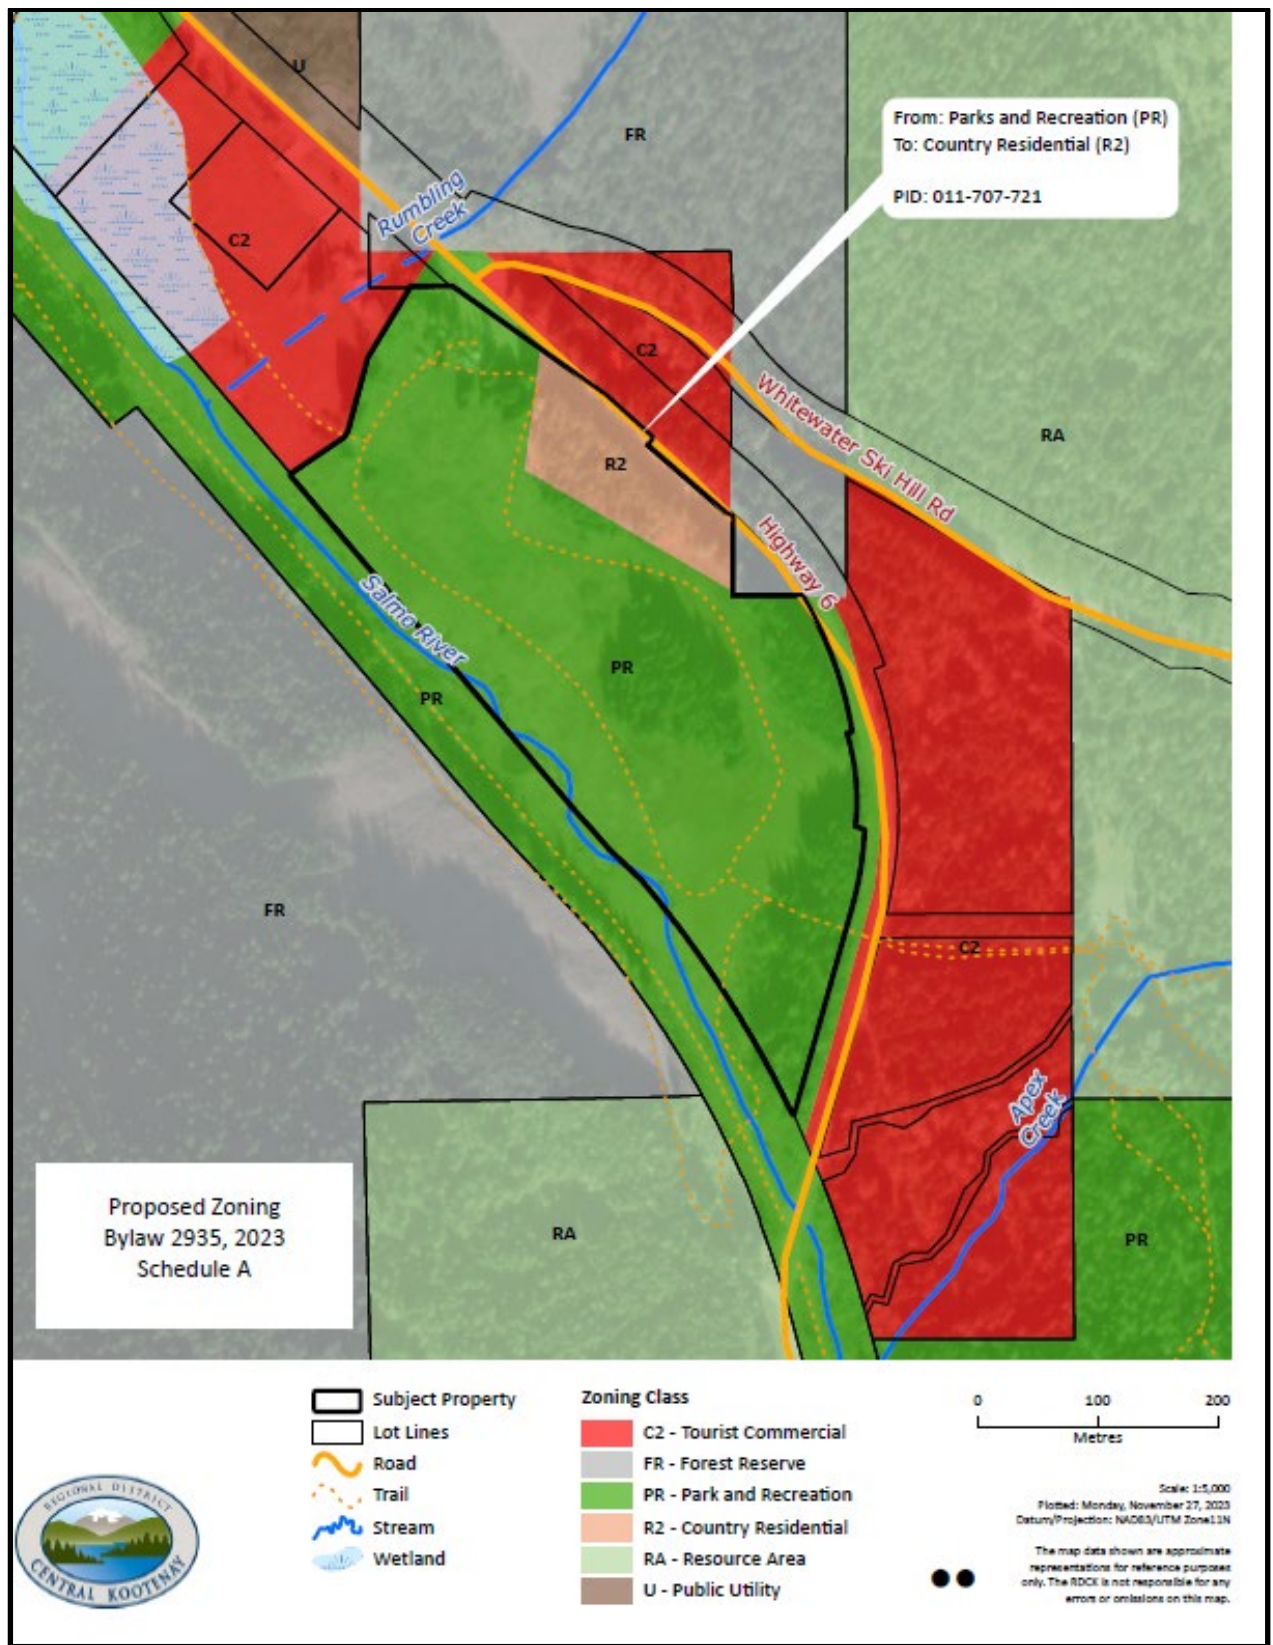 U
FR
From: Parks and Recreation (PR)
To: Country Residential (R2)
PID: 011-707-721
Rumbling
Creek
C2
C2
Whitewater Ski Hill Rd
RA
R2
Highway 6
Salmo River
PR
PR
FR
C2
Apex
Creek
Proposed Zoning
Bylaw 2935, 2023
Schedule A
RA
PR
Subject Property
Lot Lines
Road
Trail
Stream
Wetland
Zoning Class
C2 - Tourist Commercial
FR - Forest Reserve
PR - Park and Recreation
R2 - Country Residential
RA - Resource Area
U - Public Utility
0 100 200
Metres
Scale: 1:5,000
Plotted: Monday, November 27, 2023
Datum/Projection: NAD83/UTM Zone11N
The map data shown are approximate
representations for reference purposes
only. The RDCK is not responsible for any
errors or omissions on this map.
REGIONAL DISTRICT
CENTRAL KOOTENAY